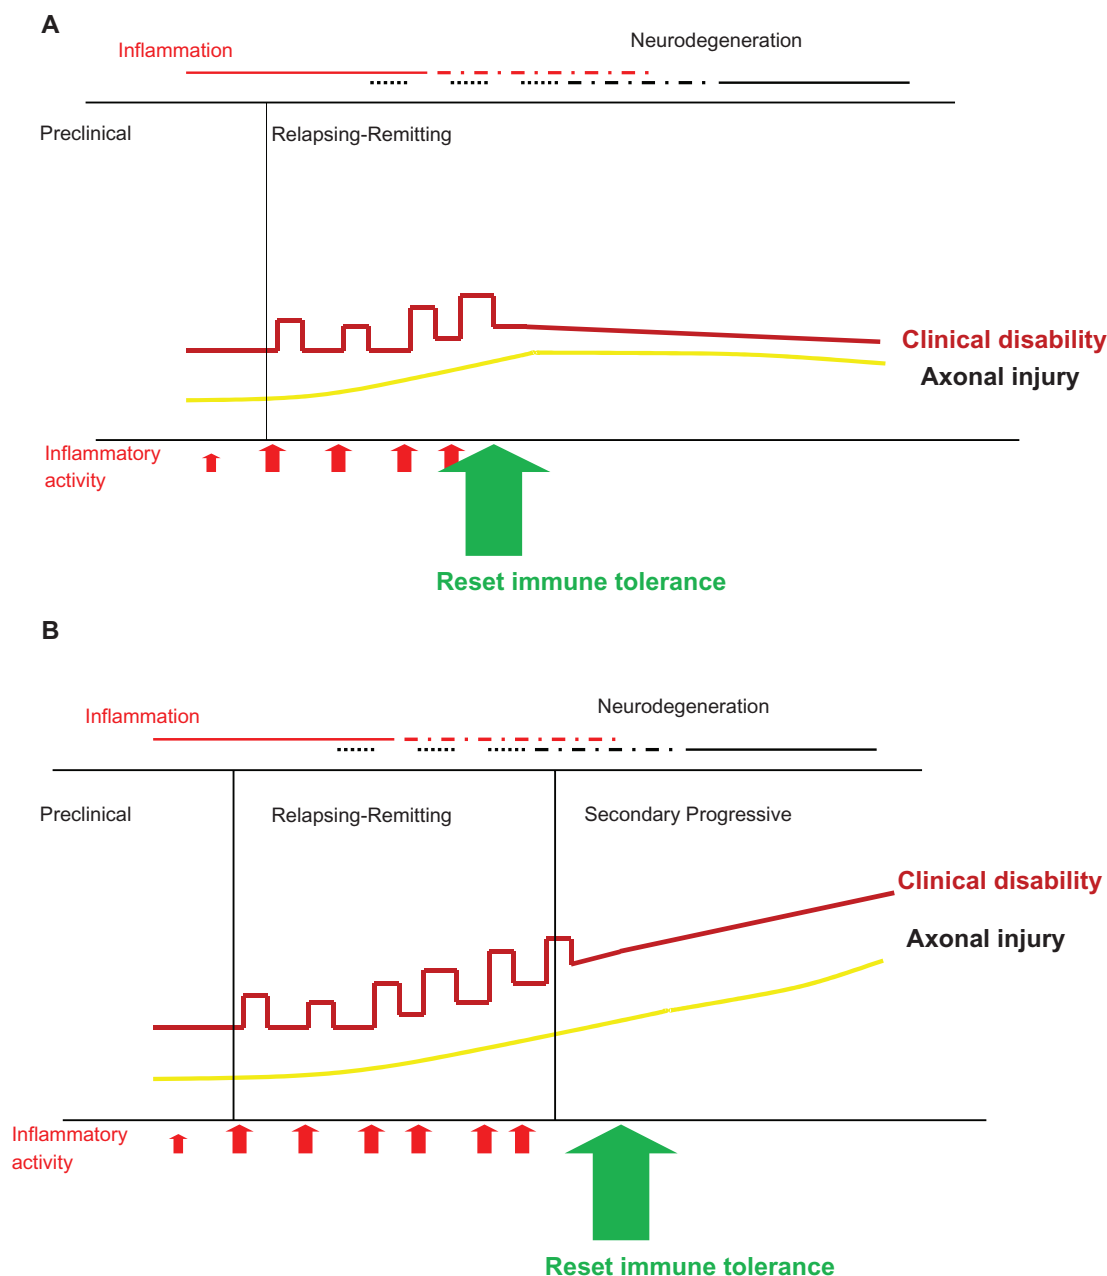 A
Inflammation
Neurodegeneration
Preclinical
Relapsing-Remitting
Clinical disability
Axonal injury
Inflammatory
activity
Reset immune tolerance
B
Inflammation
Neurodegeneration
Preclinical
Relapsing-Remitting
Secondary Progressive
Clinical disability
Axonal injury
Inflammatory
activity
Reset immune tolerance